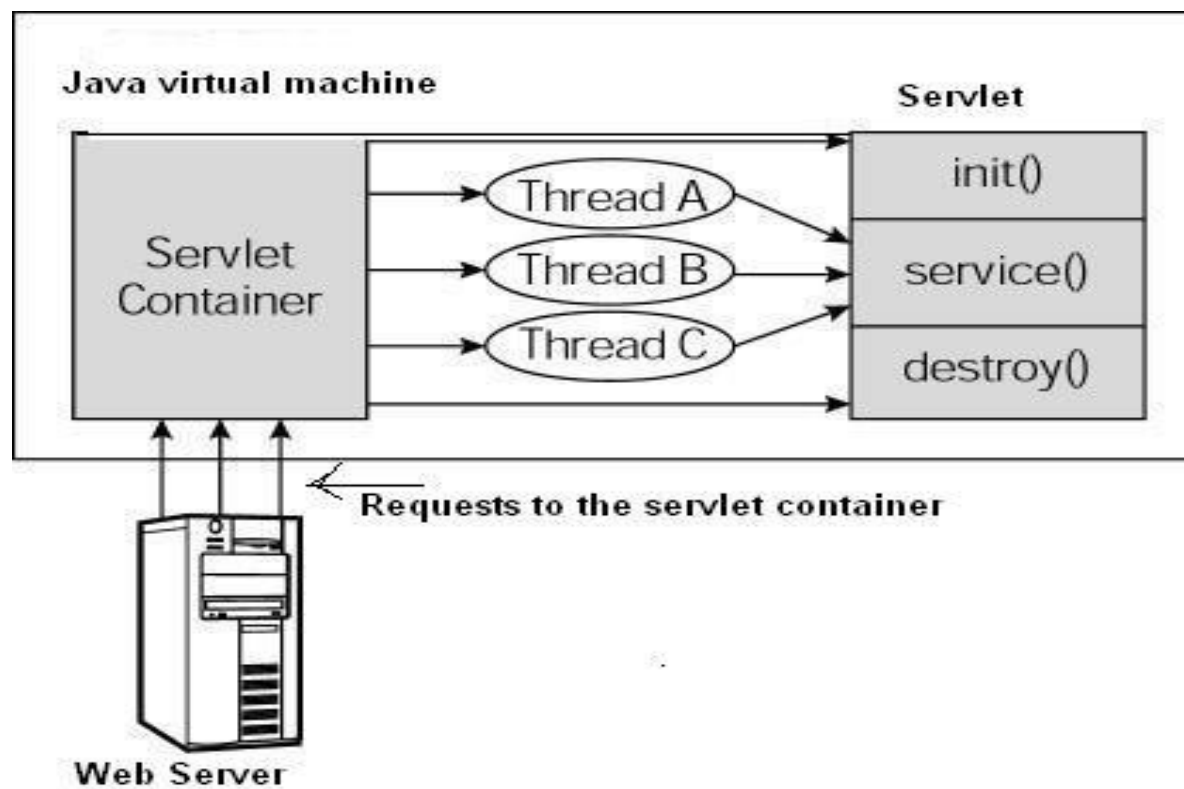 Java virtual machine
Servlet
init()
Thread A
Servlet
Container
Thread B
service()
Thread C
destroy()
Requests to the servlet container
Web Server